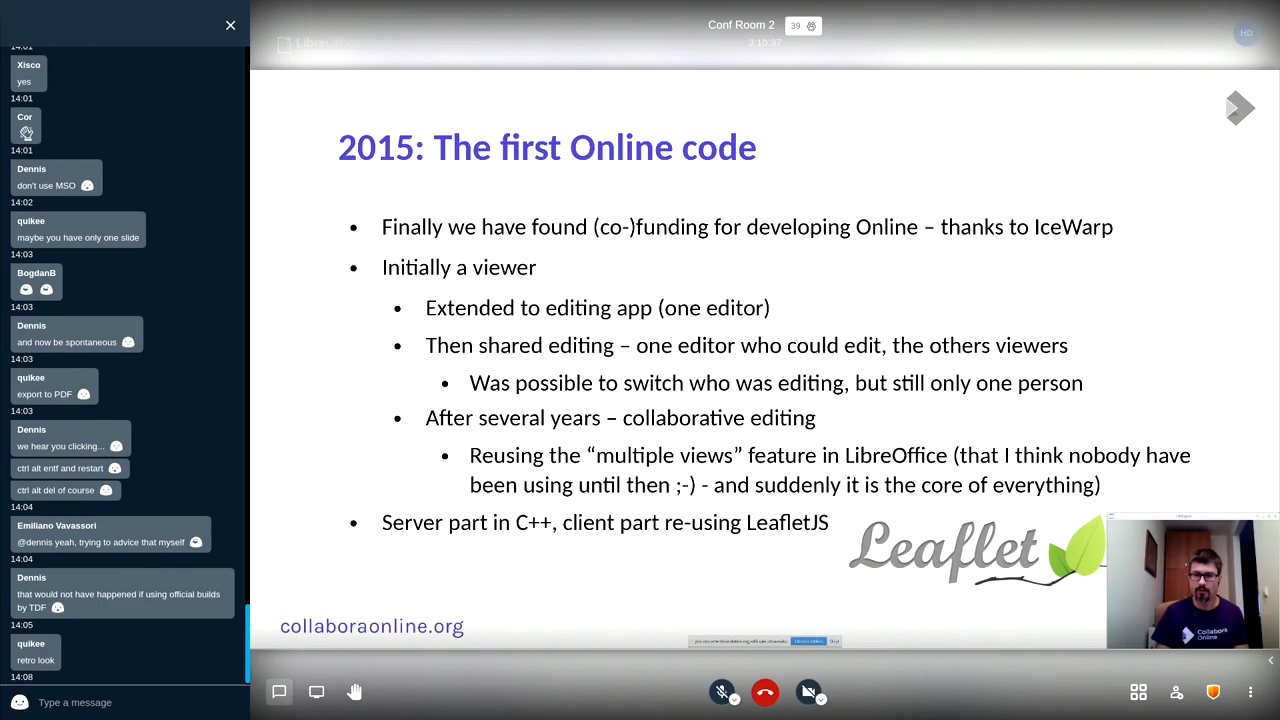 14:01
Xisco
yes
14:01
Cor
14:01
Dennis
don't use MSO
14:02
quikee
maybe you have only one slide
14:03
BogdanB
14:03
Dennis
and now be spontaneous
14:03
quikee
export to PDF
14:03
Dennis
we hear you clicking...
ctrl alt entf and restart
ctrl alt del of course
14:04
Emiliano Vavassori
@dennis yeah, trying to advice that myself
14:04
Dennis
that would not have happened if using official builds
by TDF
14:05
quikee
retro look
14:08
Type a message
Conf Room 2
39
3:10:37
LibreOffice
HD
2015: The first Online code
• Finally we have found (co-)funding for developing Online – thanks to IceWarp
• Initially a viewer
• Extended to editing app (one editor)
• Then shared editing – one editor who could edit, the others viewers
• Was possible to switch who was editing, but still only one person
• After several years – collaborative editing
• Reusing the “multiple views” feature in LibreOffice (that I think nobody have
been using until then ;-) - and suddenly it is the core of everything)
• Server part in C++, client part re-using LeafletJS
Leaflet
collaboraonline.org
Collabora
Online